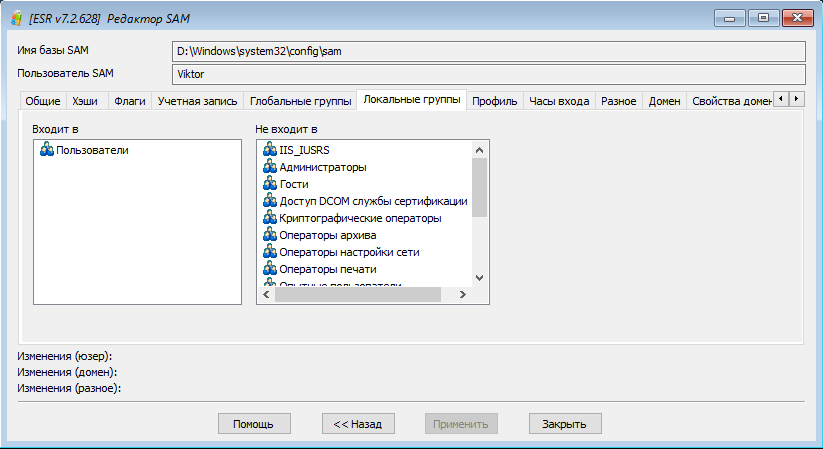 [ESR v7.2.628] Редактор SAM
Имя базы SAM D:\Windows\system32\config\sam
Пользователь SAM Viktor
Общие Хэши Флаги Учетная запись Глобальные группы Локальные группы Профиль Часы входа Разное Домен Свойства домен
Входит в Не входит в
Пользователи IIS_IUSRS
Администраторы
Гости
Доступ DCOM службы сертификации
Криптографические операторы
Операторы архива
Операторы настройки сети
Операторы печати
Опытные пользователи
Изменения (юзер):
Изменения (домен):
Изменения (разное):
Помощь << Назад Применить Закрыть